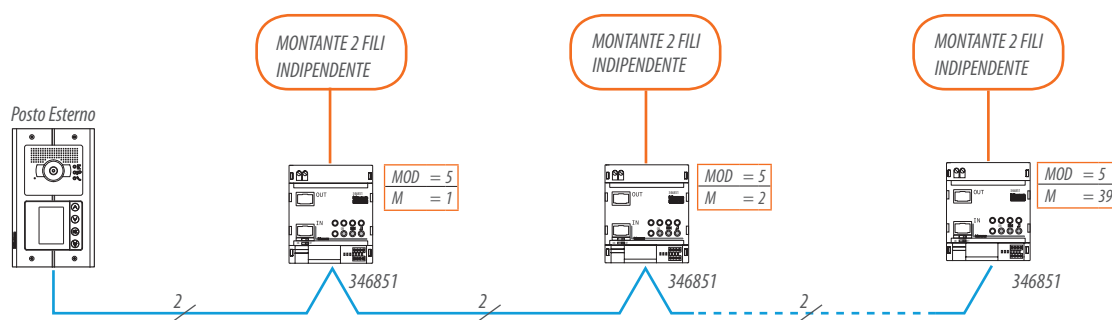 MONTANTE 2 FILI
INDIPENDENTE
MONTANTE 2 FILI
INDIPENDENTE
MONTANTE 2 FILI
INDIPENDENTE
Posto Esterno
OUT
IN
MOD = 5
M = 1
OUT
IN
MOD = 5
M = 2
OUT
IN
MOD = 5
M = 39
346851
346851
346851
2
2
2